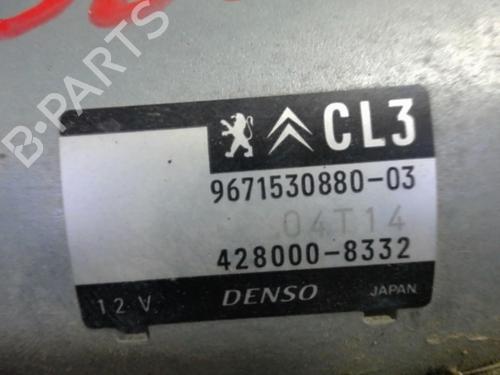 CL3
9671530880-03
04T14
428000-8332
12 V DENSO JAPAN
B-PARTS